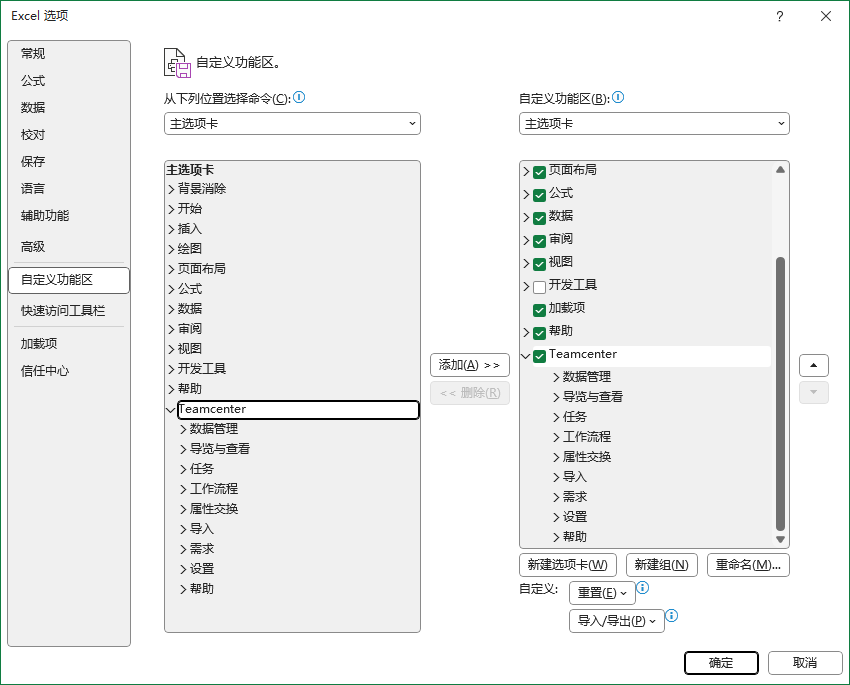 Excel 选项
?
常规
公式
数据
校对
保存
语言
辅助功能
高级
自定义功能区
快速访问工具栏
加载项
信任中心
自定义功能区。
从下列位置选择命令(C):
主选项卡
主选项卡
背景消除
开始
插入
绘图
页面布局
公式
数据
审阅
视图
开发工具
帮助
Teamcenter
数据管理
导览与查看
任务
工作流程
属性交换
导入
需求
设置
帮助
添加(A) >>
<< 删除(R)
自定义功能区(B):
主选项卡
页面布局
公式
数据
审阅
视图
开发工具
加载项
帮助
Teamcenter
数据管理
导览与查看
任务
工作流程
属性交换
导入
需求
设置
帮助
新建选项卡(W) 新建组(N) 重命名(M)...
自定义: 重置(E)
导入/导出(P)
确定 取消